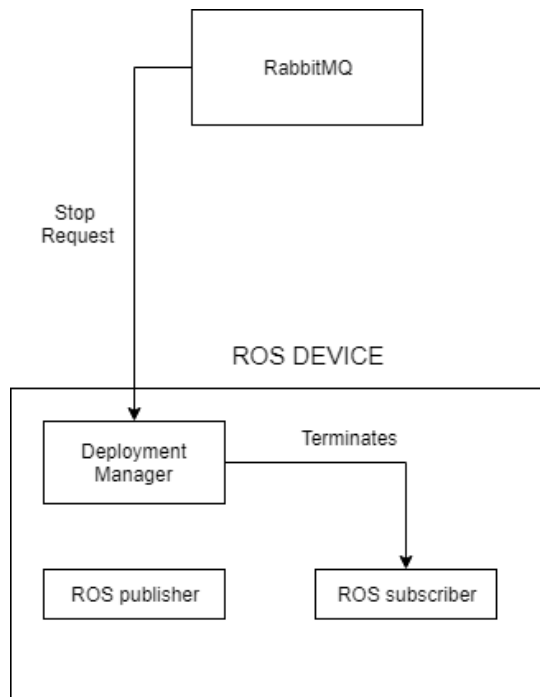 RabbitMQ
Stop
Request
ROS DEVICE
Deployment
Manager
Terminates
ROS publisher
ROS subscriber